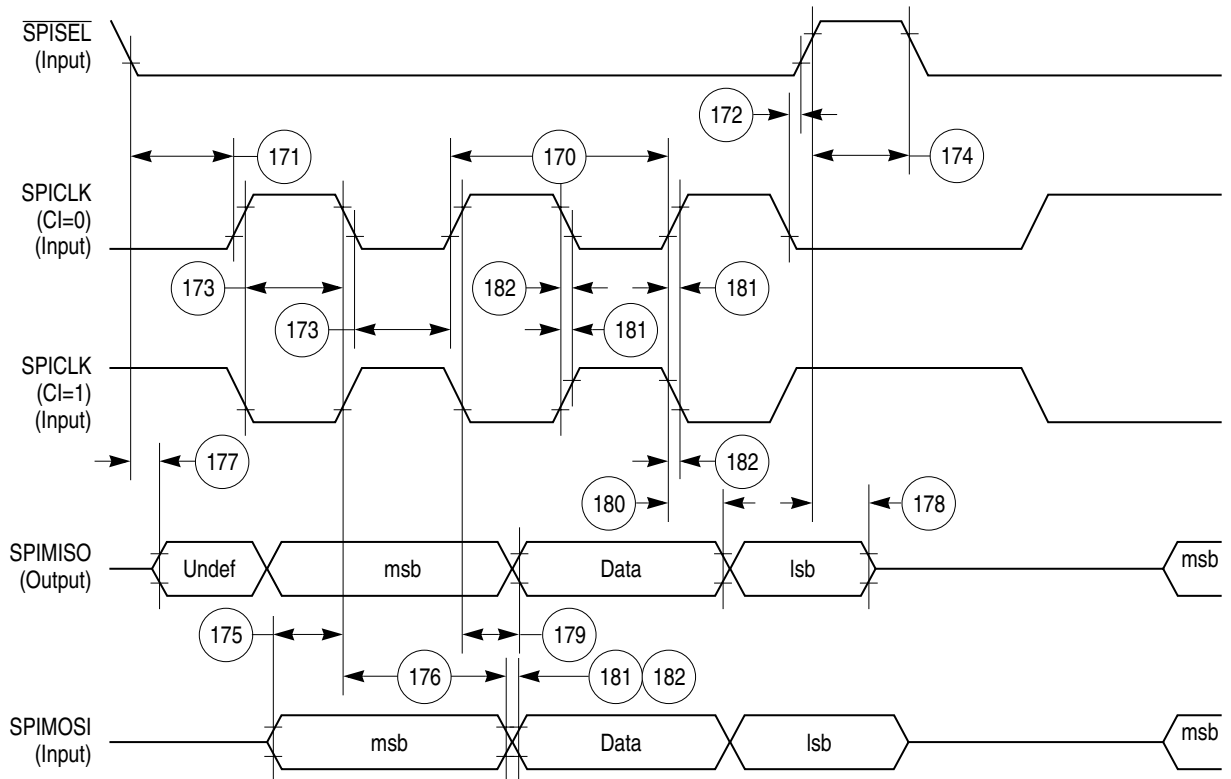 SPISEL
(Input)
172
171
170
174
SPICLK
(CI=0)
(Input)
173
182
181
173
181
SPICLK
(CI=1)
(Input)
177
182
180
178
SPIMISO
(Output)
Undef
msb
Data
lsb
msb
175
179
176
181
182
SPIMOSI
(Input)
msb
Data
lsb
msb